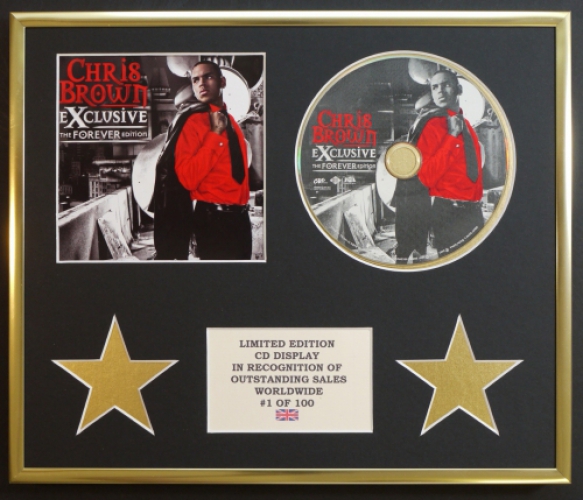 CHRIS
BROWN
EXCLUSIVE
THE FOREVER EDITION
CHRIS
BROWN
EXCLUSIVE
THE FOREVER EDITION
LIMITED EDITION
CD DISPLAY
IN RECOGNITION OF
OUTSTANDING SALES
WORLDWIDE
#1 OF 100